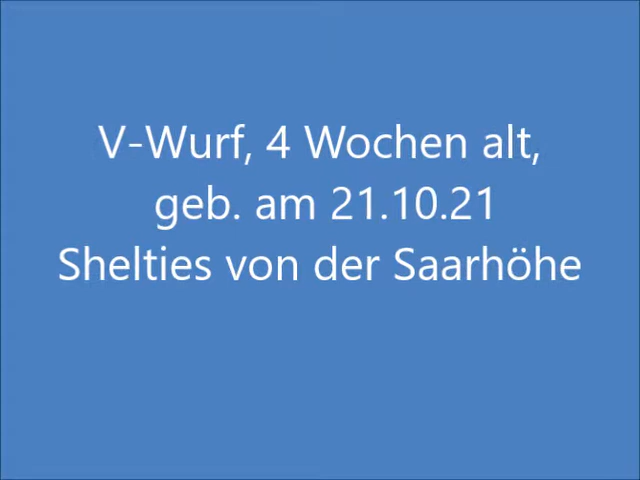 V-Wurf, 4 Wochen alt,
geb. am 21.10.21
Shelties von der Saarhöhe